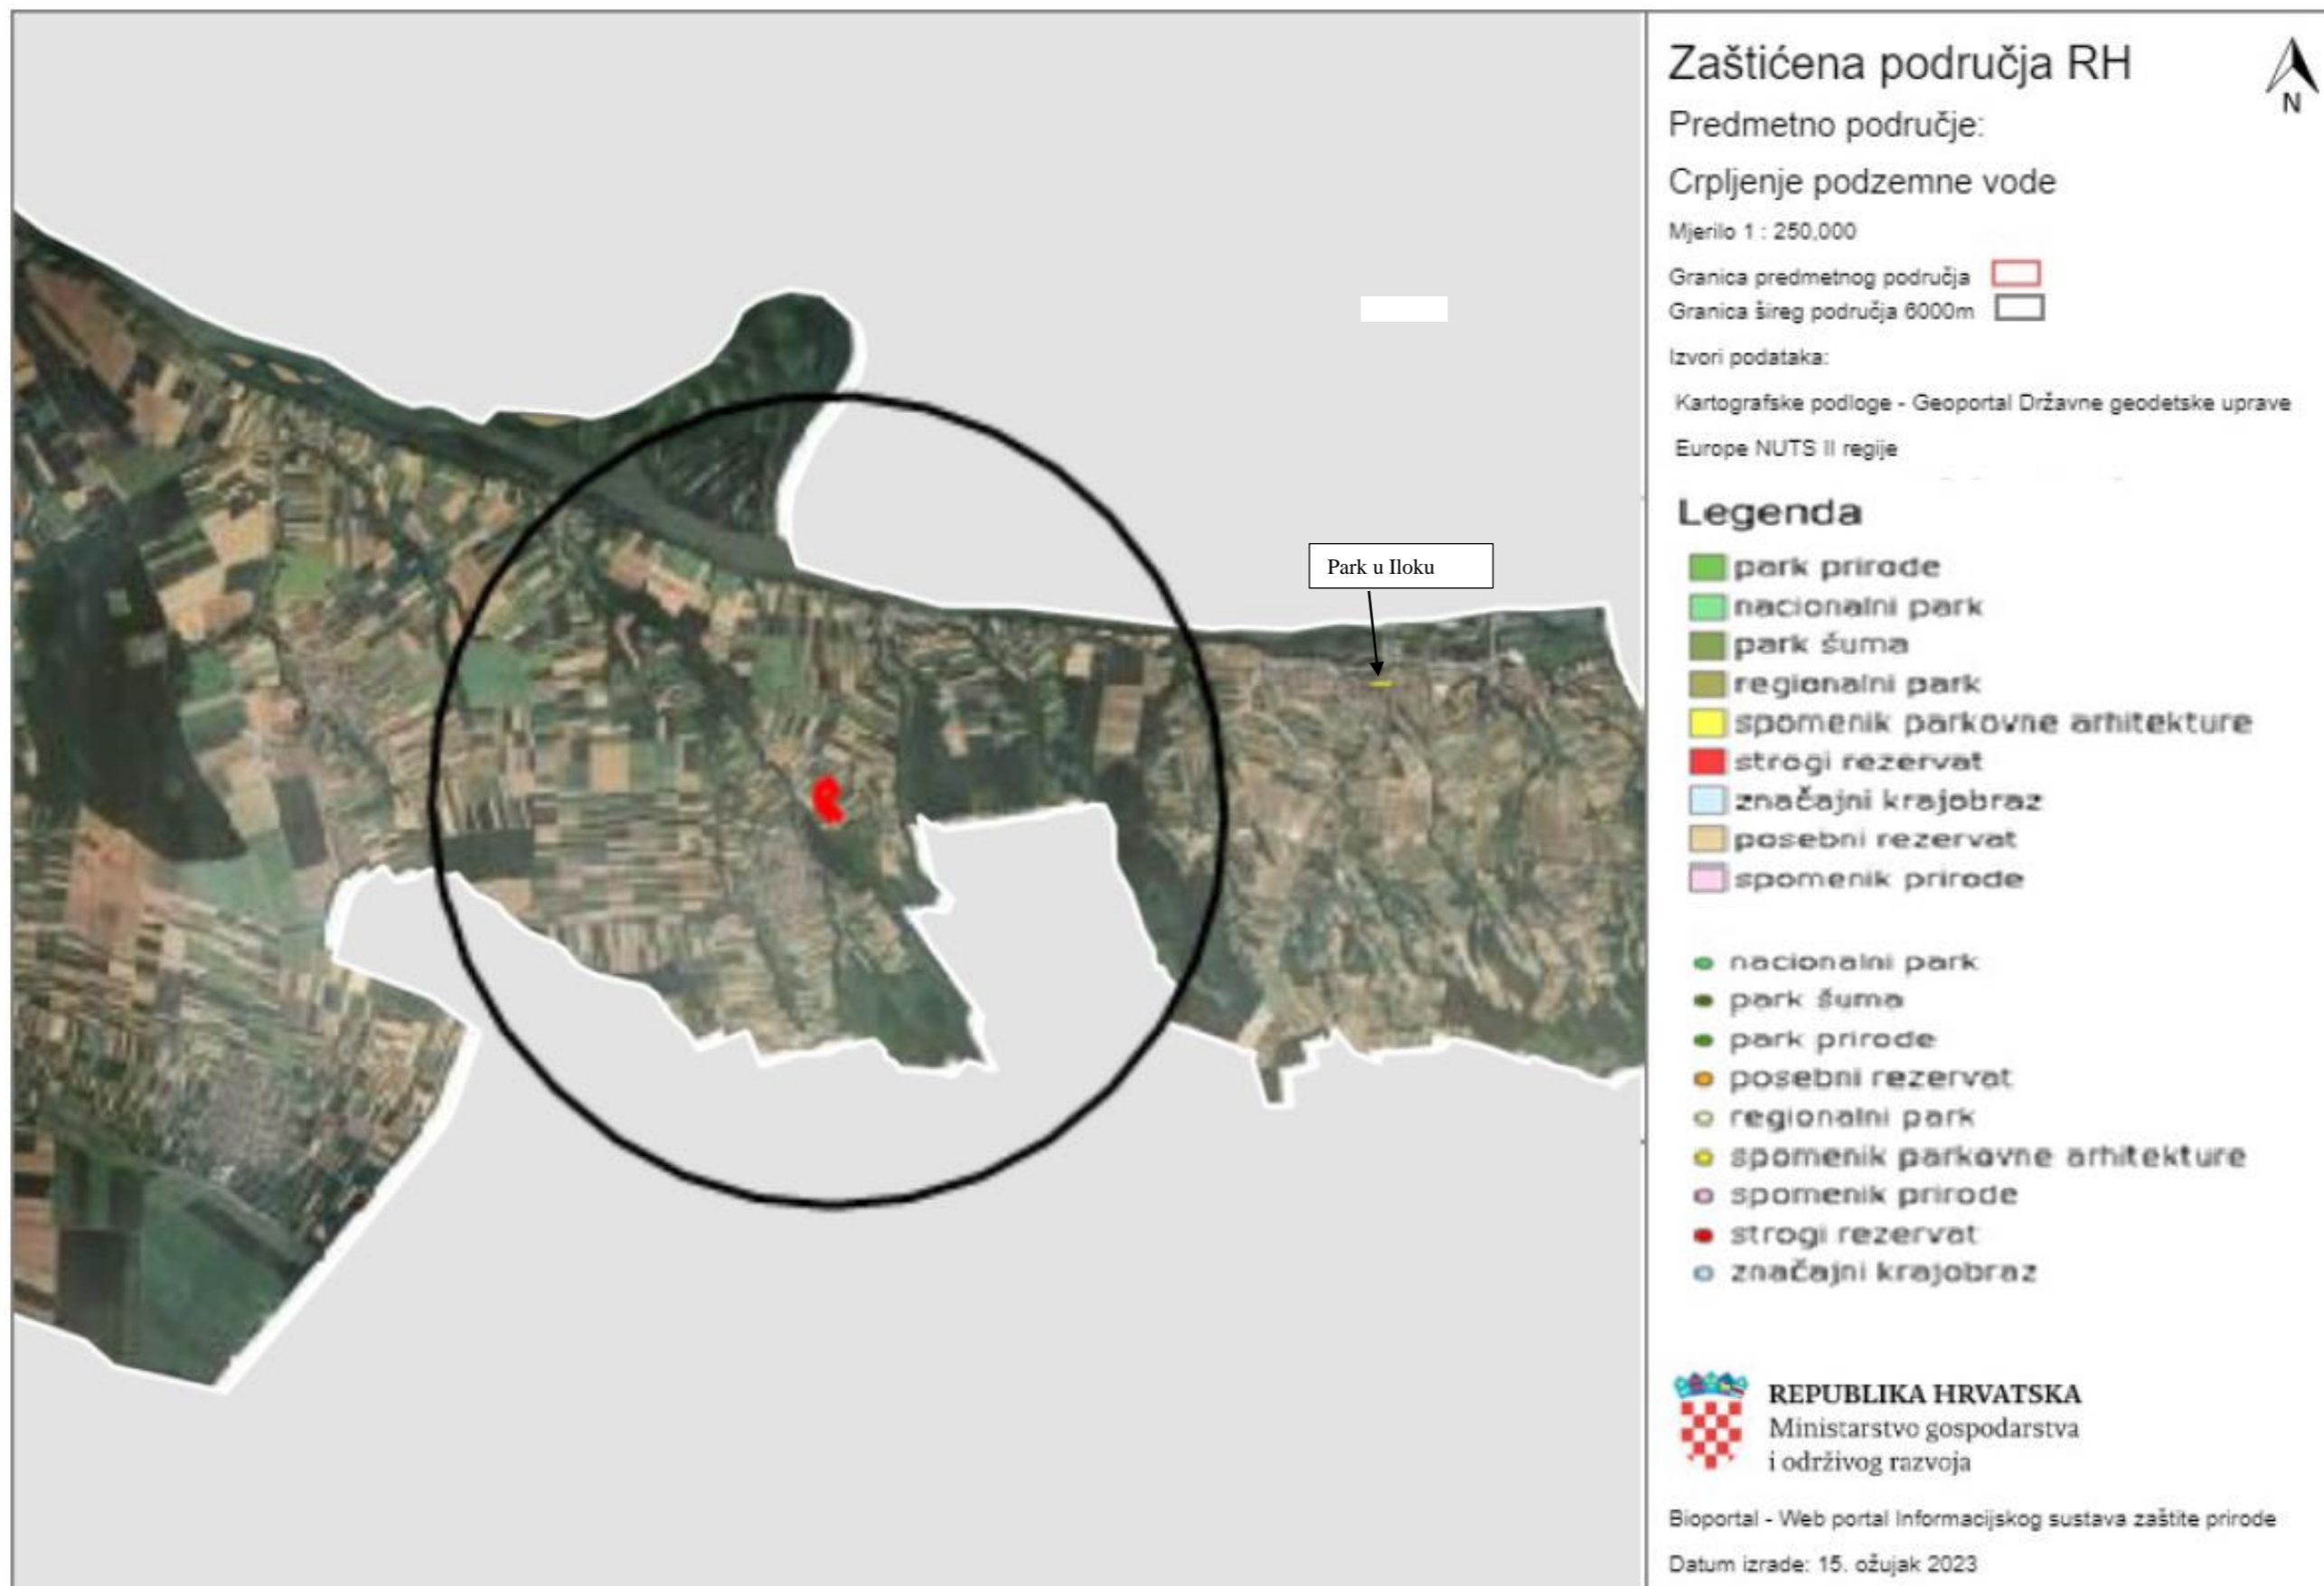 Zaštićena područja RH
N
Predmetno područje:
Crpljenje podzemne vode
Mjerilo 1 : 250,000
Granica predmetnog područja
Granica šireg područja 6000m
Izvori podataka:
Kartografske podloge - Geoportal Državne geodetske uprave
Europe NUTS II regije
Park u Iloku
Legenda
park prirode
nacionalni park
park šuma
regionalni park
spomenik parkovne arhitekture
strogi rezervat
značajni krajobraz
posebni rezervat
spomenik prirode
nacionalni park
park šuma
park prirode
posebni rezervat
regionalni park
spomenik parkovne arhitekture
spomenik prirode
strogi rezervat
značajni krajobraz
REPUBLIKA HRVATSKA
Ministarstvo gospodarstva
i održivog razvoja
Bioportal - Web portal Informacijskog sustava zaštite prirode
Datum izrade: 15. ožujak 2023